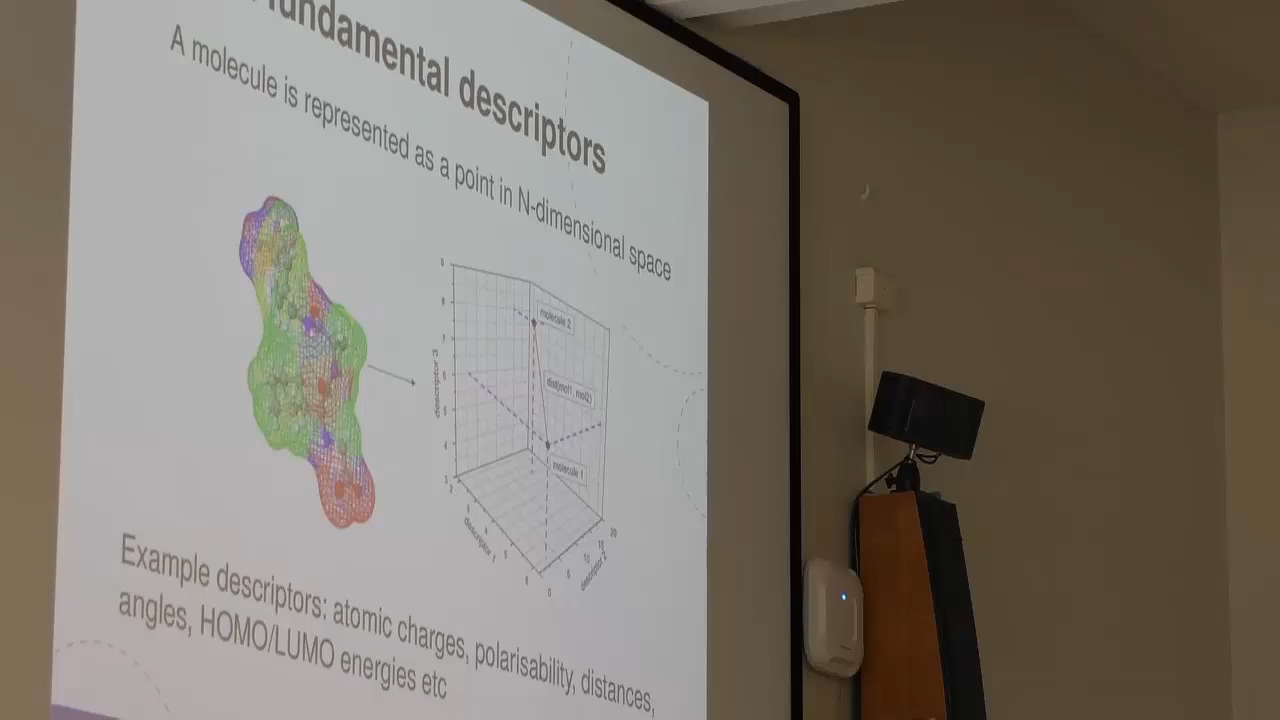 fundamental descriptors
A molecule is represented as a point in N-dimensional space
molecule 2
descriptor 3
dist(mol1, mol2)
molecule 1
descriptor 1
descriptor 2
Example descriptors: atomic charges, polarisability, distances,
angles, HOMO/LUMO energies etc